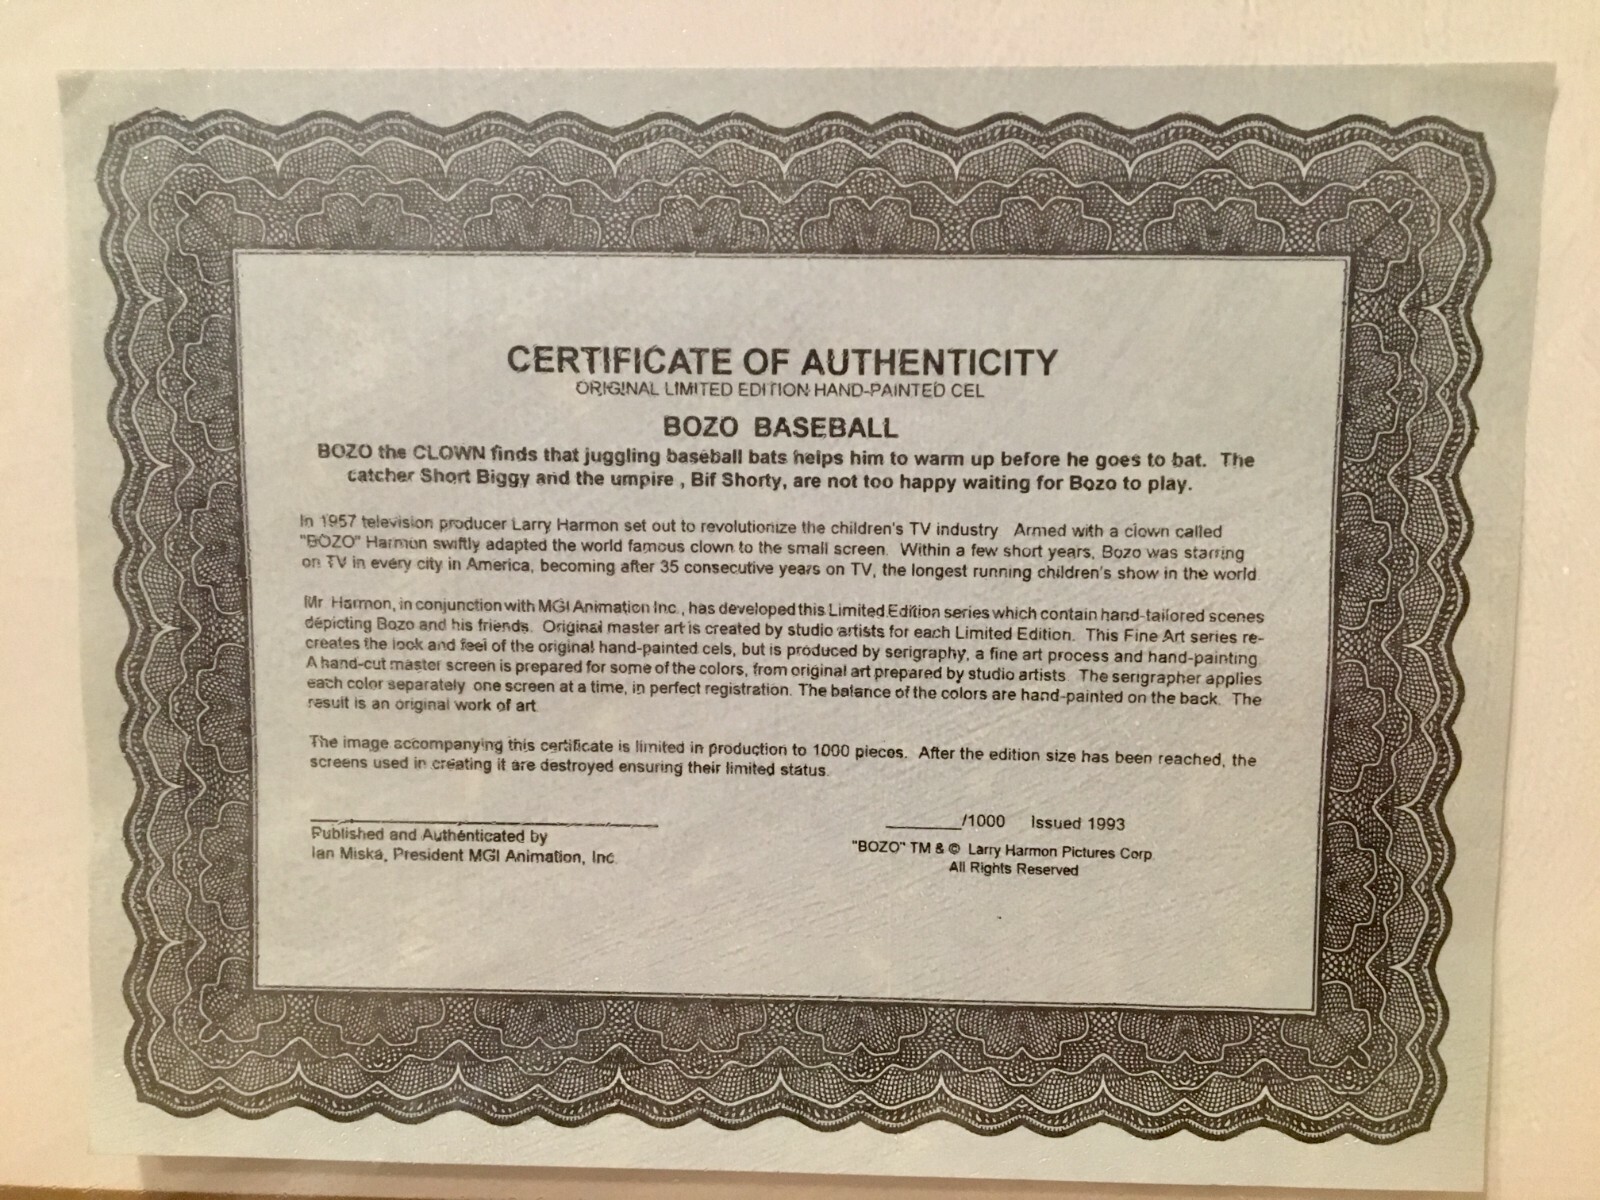 CERTIFICATE OF AUTHENTICITY
ORIGINAL LIMITED EDITION HAND-PAINTED CEL
BOZO BASEBALL
BOZO the CLOWN finds that juggling baseball bats helps him to warm up before he goes to bat. The
catcher Short Biggy and the umpire , Bif Shorty, are not too happy waiting for Bozo to play.
In 1957 television producer Larry Harmon set out to revolutionize the children's TV industry Armed with a clown called
"BOZO" Harmon swiftly adapted the world famous clown to the small screen. Within a few short years, Bozo was starring
on TV in every city in America, becoming after 35 consecutive years on TV, the longest running children's show in the world
Mr Harmon, in conjunction with MGI Animation Inc., has developed this Limited Edition series which contain hand-tailored scenes
depicting Bozo and his friends. Original master art is created by studio artists for each Limited Edition. This Fine Art series re-
creates the look and feel of the original hand-painted cels, but is produced by serigraphy, a fine art process and hand-painting
A hand-cut master screen is prepared for some of the colors, from original art prepared by studio artists The serigrapher applies
each color separately one screen at a time, in perfect registration. The balance of the colors are hand-painted on the back. The
result is an original work of art
The image accompanying this certificate is limited in production to 1000 pieces. After the edition size has been reached, the
screens used in creating it are destroyed ensuring their limited status.
______/1000 Issued 1993
Published and Authenticated by
Ian Miska, President MGI Animation, Inc
"BOZO" TM & © Larry Harmon Pictures Corp
All Rights Reserved